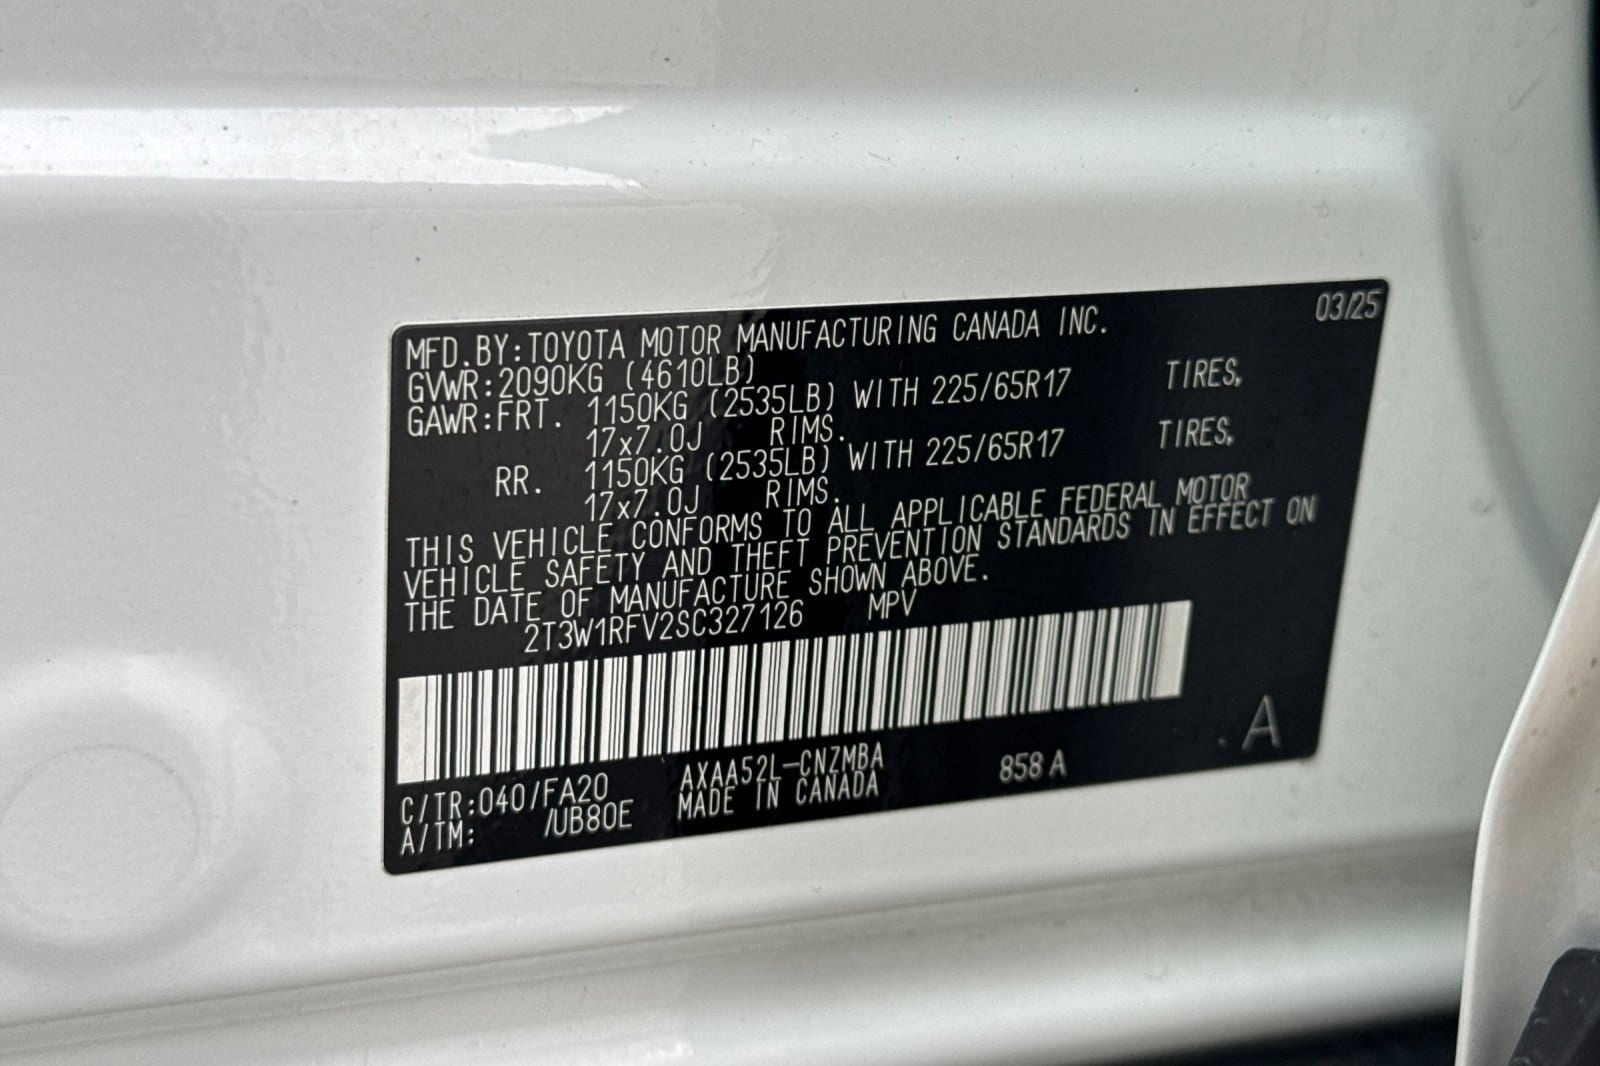 03/25
MFD.BY:TOYOTA MOTOR MANUFACTURING CANADA INC.
GVWR:2090KG (4610LB)
GAWR:FRT. 1150KG (2535LB) WITH 225/65R17 TIRES,
17x7.0J RIMS.
RR. 1150KG (2535LB) WITH 225/65R17 TIRES,
17x7.0J RIMS.
THIS VEHICLE CONFORMS TO ALL APPLICABLE FEDERAL MOTOR
VEHICLE SAFETY AND THEFT PREVENTION STANDARDS IN EFFECT ON
THE DATE OF MANUFACTURE SHOWN ABOVE.
2T3W1RFV2SC327126 MPV
A
C/TR:040/FA20 AXAA52L-CNZMBA 858 A
A/TM: /UB80E MADE IN CANADA